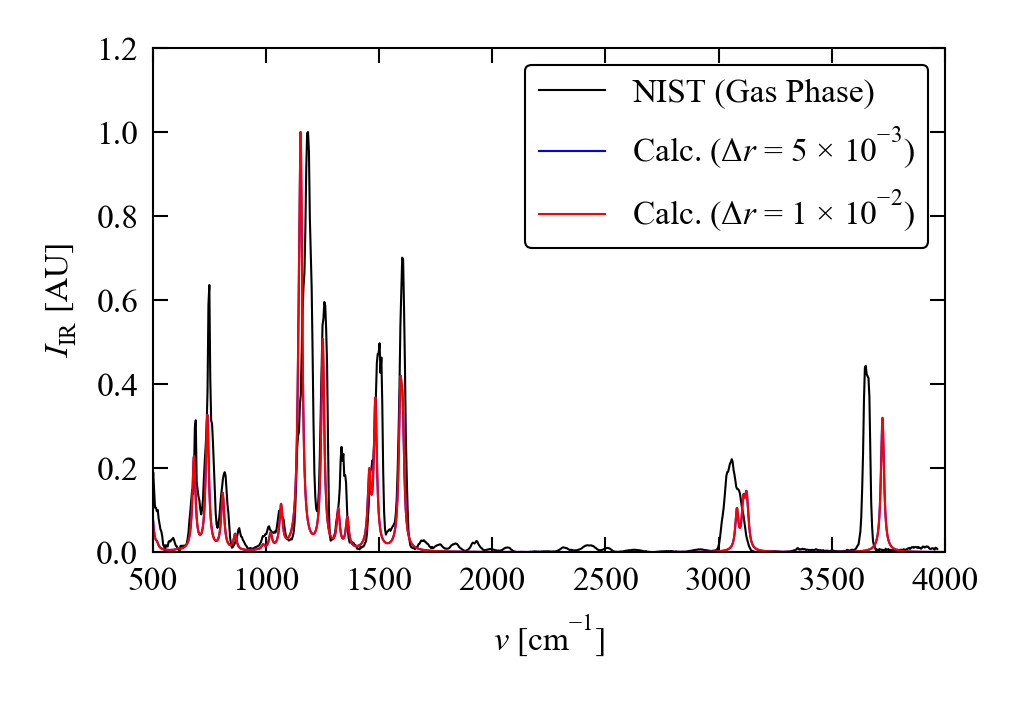 1.2
1.0
0.8
0.6
0.4
0.2
0.0
I_IR [AU]
NIST (Gas Phase)
Calc. (Δr = 5 × 10⁻³)
Calc. (Δr = 1 × 10⁻²)
500 1000 1500 2000 2500 3000 3500 4000
ν [cm⁻¹]